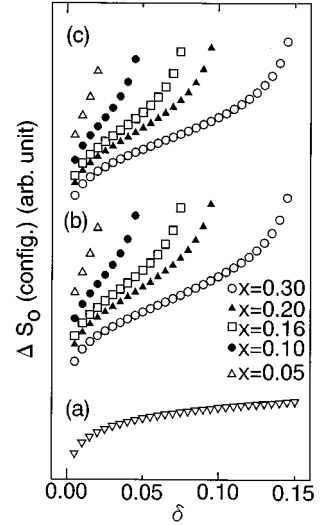 (c)
(b)
○ x=0.30
▲ x=0.20
□ x=0.16
● x=0.10
△ x=0.05
(a)
Δ S₀ (config.) (arb. unit)
0.00 0.05 0.10 0.15
δ